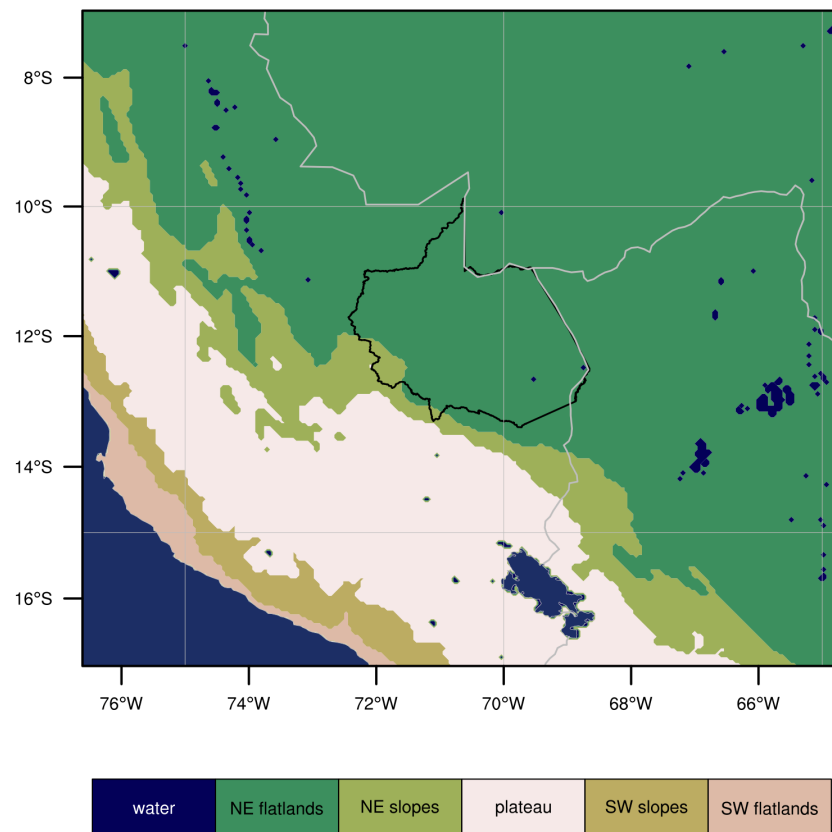 8°S
10°S
12°S
14°S
16°S
76°W 74°W 72°W 70°W 68°W 66°W
water NE flatlands NE slopes plateau SW slopes SW flatlands